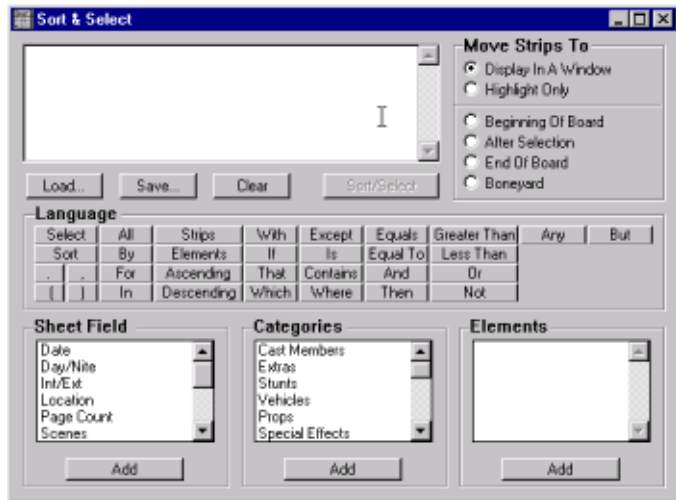 Sort & Select
Move Strips To
Display In A Window
Highlight Only
Beginning Of Board
After Selection
End Of Board
Boneyard
Load... Save... Clear Sort/Select
Language
Select All Strips With Except Equals Greater Than Any But
Sort By Elements If Is Equal To Less Than
. , For Ascending That Contains And Or
( ) In Descending Which Where Then Not
Sheet Field Categories Elements
Date Cast Members
Day/Nite Extras
Int/Ext Stunts
Location Vehicles
Page Count Props
Scenes Special Effects
Add Add Add